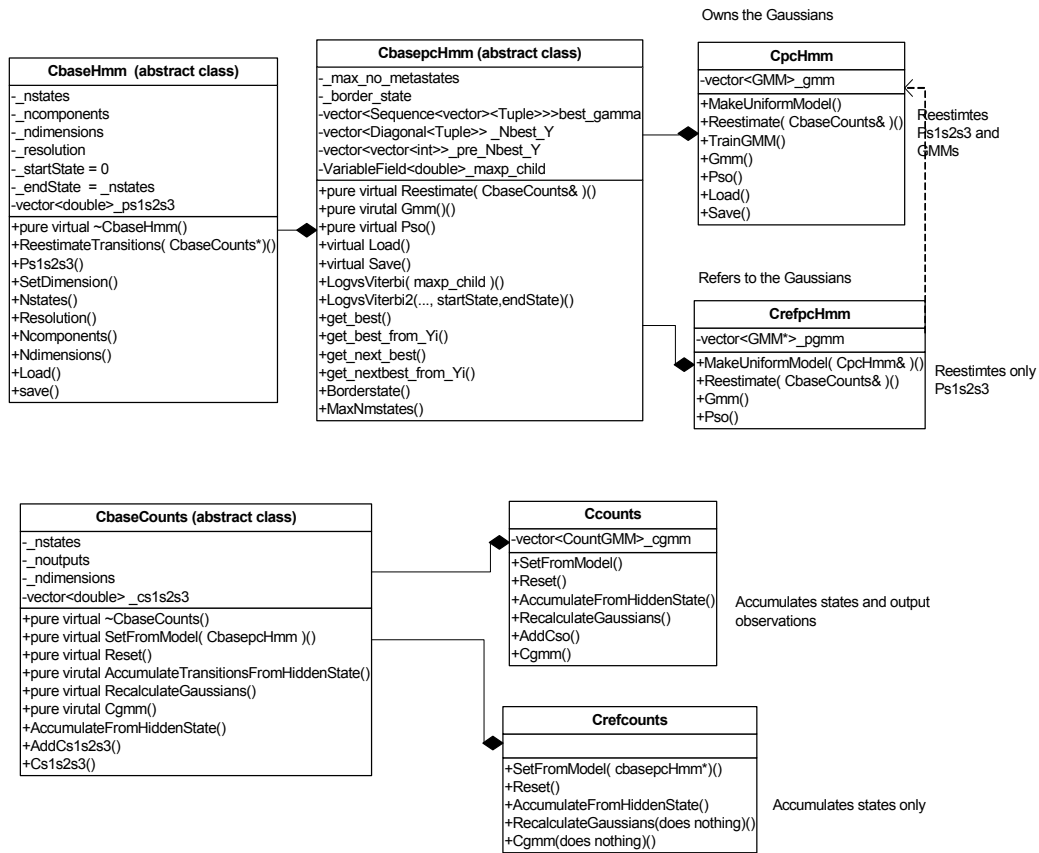 Owns the Gaussians
CbaseHmm (abstract class)
-_nstates
-_ncomponents
-_ndimensions
-_resolution
-_startState = 0
-_endState = _nstates
-vector<double>_ps1s2s3
+pure virtual ~CbaseHmm()
+ReestimateTransitions( CbaseCounts*)()
+Ps1s2s3()
+SetDimension()
+Nstates()
+Resolution()
+Ncomponents()
+Ndimensions()
+Load()
+save()
CbasepcHmm (abstract class)
-_max_no_metastates
-_border_state
-vector<Sequence<vector><Tuple>>>best_gamma
-vector<Diagonal<Tuple>> _Nbest_Y
-vector<vector<int>>_pre_Nbest_Y
-VariableField<double>_maxp_child
+pure virtual Reestimate( CbaseCounts& )()
+pure virutal Gmm()()
+pure virtual Pso()
+virtual Load()
+virtual Save()
+LogvsViterbi( maxp_child )()
+LogvsViterbi2(..., startState,endState)()
+get_best()
+get_best_from_Yi()
+get_next_best()
+get_nextbest_from_Yi()
+Borderstate()
+MaxNmstates()
CpcHmm
-vector<GMM>_gmm
+MakeUniformModel()
+Reestimate( CbaseCounts& )()
+TrainGMM()
+Gmm()
+Pso()
+Load()
+Save()
Reestimtes
Ps1s2s3 and
GMMs
Refers to the Gaussians
CrefpcHmm
-vector<GMM*>_pgmm
+MakeUniformModel( CpcHmm& )()
+Reestimate( CbaseCounts& )()
+Gmm()
+Pso()
Reestimtes only
Ps1s2s3
CbaseCounts (abstract class)
-_nstates
-_noutputs
-_ndimensions
-vector<double> _cs1s2s3
+pure virtual ~CbaseCounts()
+pure virtual SetFromModel( CbasepcHmm )()
+pure virtual Reset()
+pure virutal AccumulateTransitionsFromHiddenState()
+pure virtual RecalculateGaussians()
+pure virutal Cgmm()
+AccumulateFromHiddenState()
+AddCs1s2s3()
+Cs1s2s3()
Ccounts
-vector<CountGMM>_cgmm
+SetFromModel()
+Reset()
+AccumulateFromHiddenState()
+RecalculateGaussians()
+AddCso()
+Cgmm()
Accumulates states and output
observations
Crefcounts
+SetFromModel( cbasepcHmm*)()
+Reset()
+AccumulateFromHiddenState()
+RecalculateGaussians(does nothing)()
+Cgmm(does nothing)()
Accumulates states only